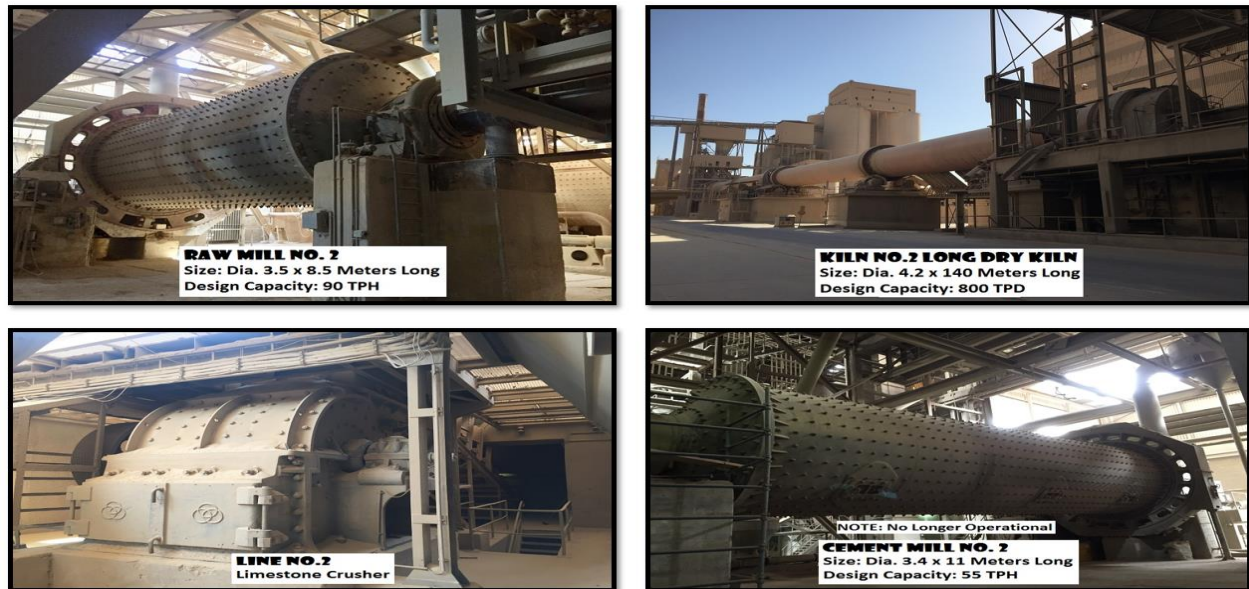 RAW MILL NO. 2
Size: Dia. 3.5 x 8.5 Meters Long
Design Capacity: 90 TPH
KILN NO.2 LONG DRY KILN
Size: Dia. 4.2 x 140 Meters Long
Design Capacity: 800 TPD
LINE NO.2
Limestone Crusher
NOTE: No Longer Operational
CEMENT MILL NO. 2
Size: Dia. 3.4 x 11 Meters Long
Design Capacity: 55 TPH